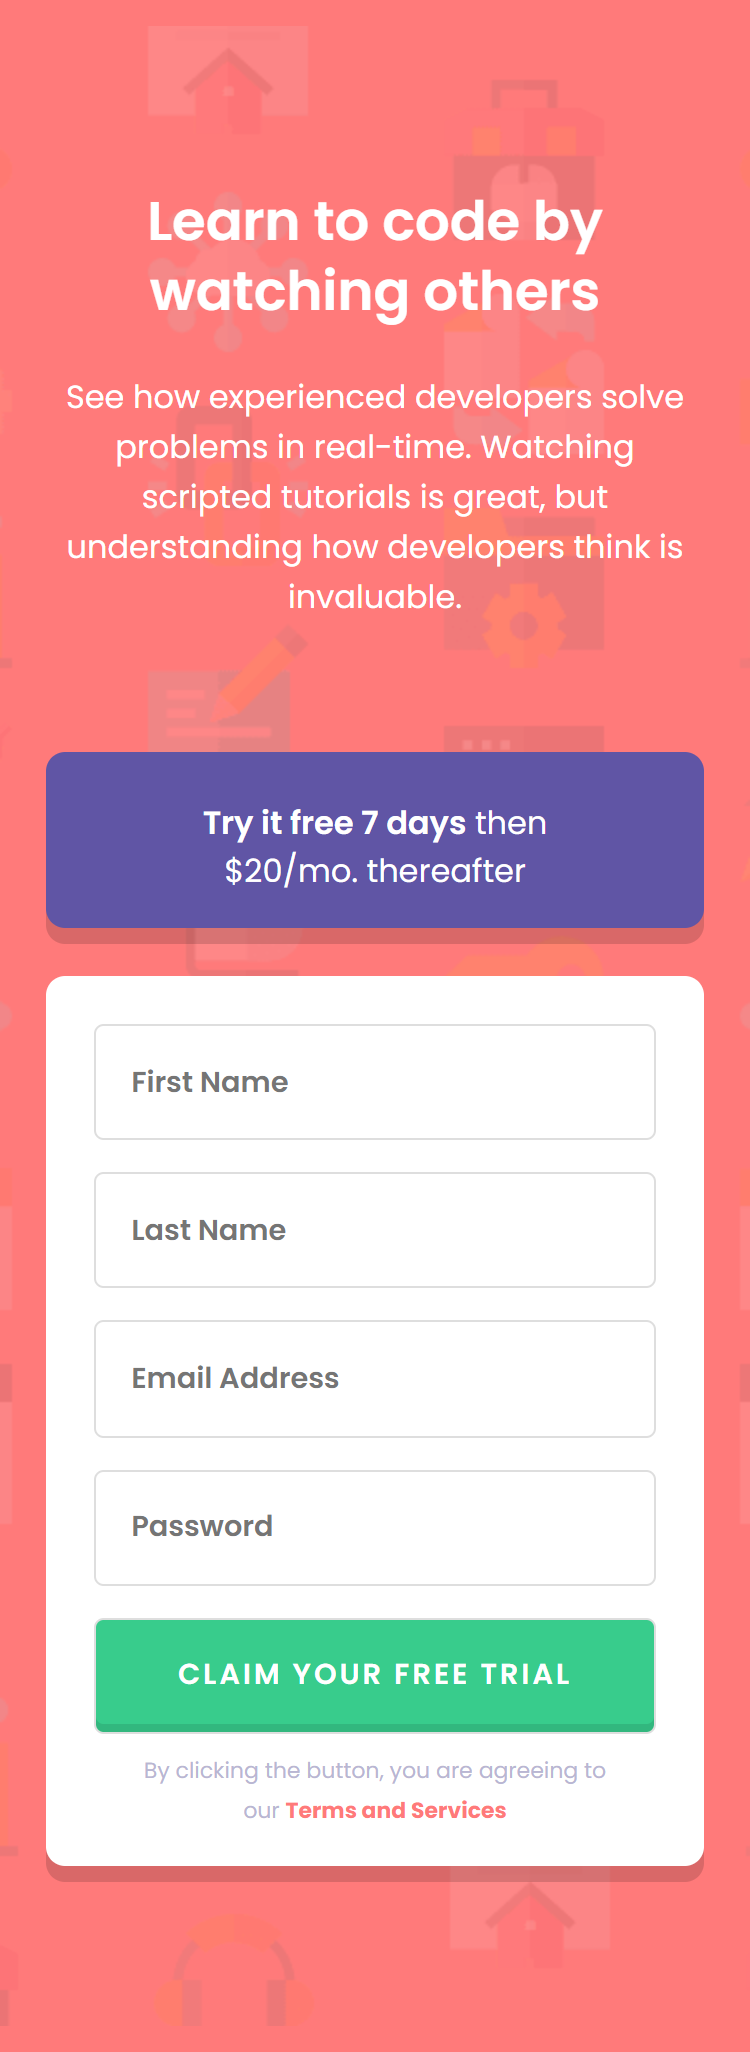 Learn to code by
watching others
See how experienced developers solve
problems in real-time. Watching
scripted tutorials is great, but
understanding how developers think is
invaluable.
Try it free 7 days then
$20/mo. thereafter
First Name
Last Name
Email Address
Password
CLAIM YOUR FREE TRIAL
By clicking the button, you are agreeing to
our Terms and Services